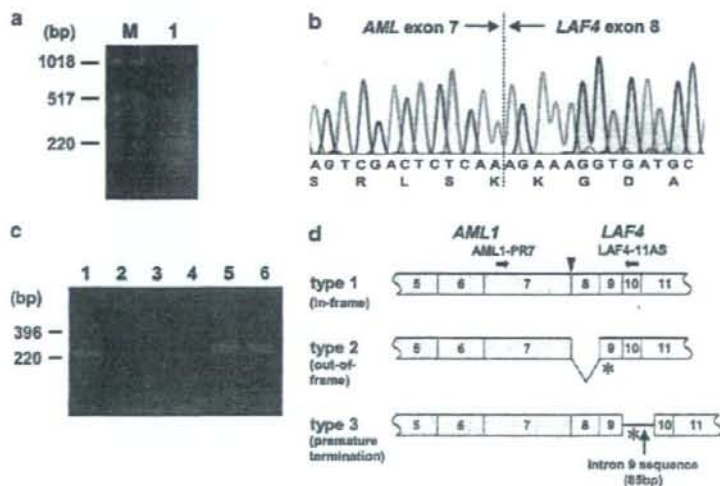 a
(bp) M 1
1018
517
220
b
AML exon 7 LAF4 exon 8
AGTCGACTCTCAAAGAAAGGTGATGC
S R L S K K G D A
c
1 2 3 4 5 6
(bp)
396
220
d
AML1 LAF4
AML1-PR7 LAF4-11AS
type 1
(in-frame)
5 6 7 8 9 10 11
type 2
(out-of-
frame)
5 6 7 9 10 11
*
type 3
(premature
termination)
5 6 7 8 9 10 11
*
Intron 9 sequence
(85bp)